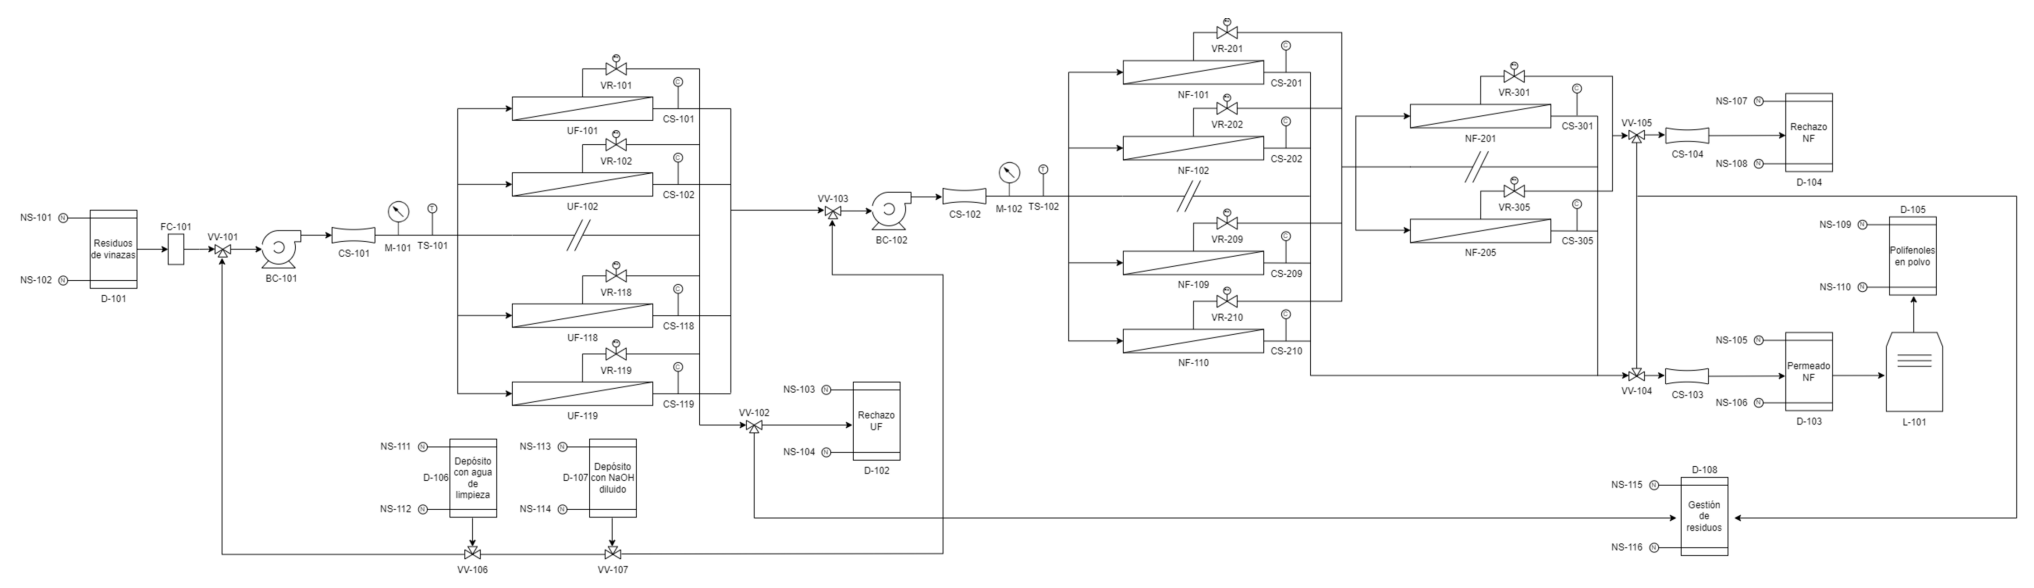 NS-101
NS-102
Residuos
de vinazas
D-101
FC-101
VV-101
BC-101
CS-101
M-101
T
TS-101
VR-101
C
CS-101
UF-101
VR-102
C
CS-102
UF-102
VR-118
C
CS-118
UF-118
VR-119
C
CS-119
UF-119
VV-102
NS-103
NS-104
Rechazo
UF
D-102
NS-111
NS-112
D-106
Depósito
con agua
de
limpieza
VV-106
NS-113
NS-114
D-107
Depósito
con NaOH
diluido
VV-107
VV-103
BC-102
CS-102
M-102
T
TS-102
VR-201
C
CS-201
NF-101
VR-202
C
CS-202
NF-102
VR-209
C
CS-209
NF-109
VR-210
C
CS-210
NF-110
VR-301
C
CS-301
NF-201
VR-305
C
CS-305
NF-205
VV-105
CS-104
NS-107
NS-108
Rechazo
NF
D-104
D-105
NS-109
NS-110
Polifenoles
en polvo
VV-104
CS-103
NS-105
NS-106
Permeado
NF
D-103
L-101
D-108
NS-115
NS-116
Gestión
de
residuos